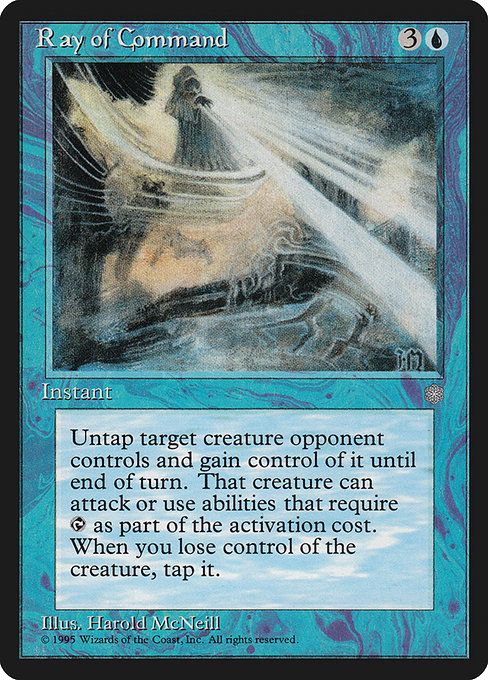 Ray of Command 3
Instant
Untap target creature opponent
controls and gain control of it until
end of turn. That creature can
attack or use abilities that require
as part of the activation cost.
When you lose control of the
creature, tap it.
Illus. Harold McNeill
© 1995 Wizards of the Coast, Inc. All rights reserved.